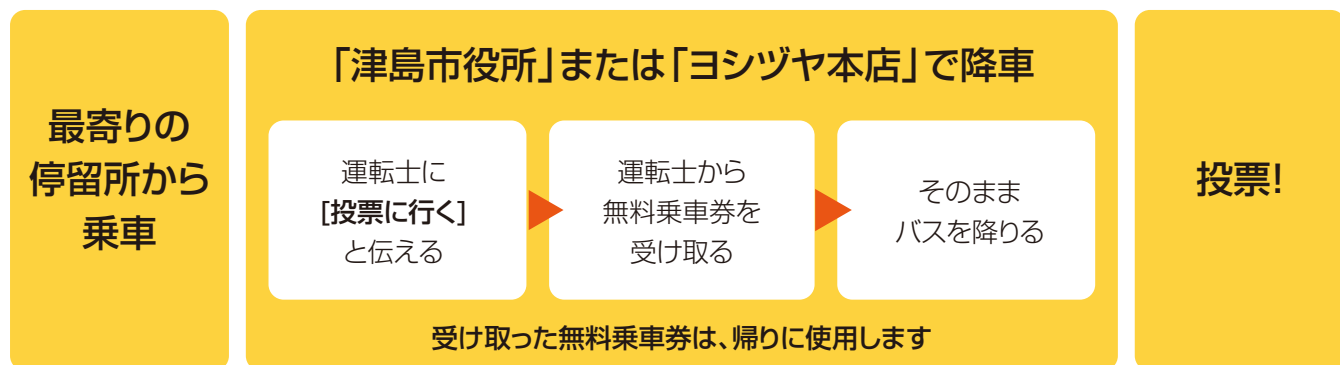 最寄りの
停留所から
乗車
「津島市役所」または「ヨシヅヤ本店」で降車
運転士に
[投票に行く]
と伝える
運転士から
無料乗車券を
受け取る
そのまま
バスを降りる
受け取った無料乗車券は、帰りに使用します
投票!